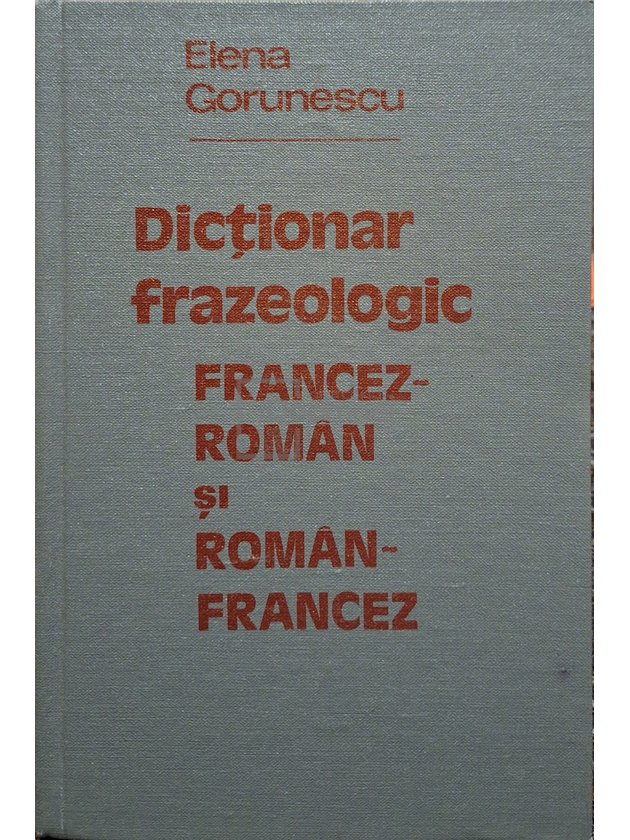 Elena
Gorunescu
Dicționar
frazeologic
FRANCEZ-
ROMÂN
și
ROMÂN-
FRANCEZ